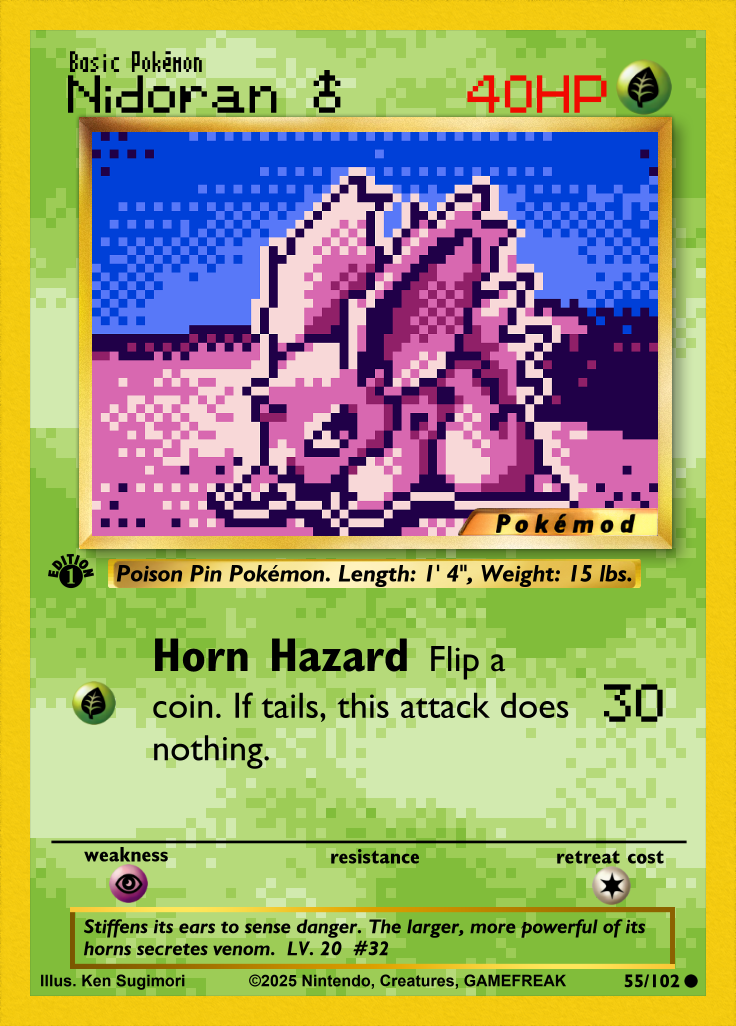 Basic Pokémon
Nidoran ♂ 40HP
Pokémod
EDITION 1
Poison Pin Pokémon. Length: 1' 4", Weight: 15 lbs.
Horn Hazard Flip a
coin. If tails, this attack does 30
nothing.
weakness resistance retreat cost
Stiffens its ears to sense danger. The larger, more powerful of its
horns secretes venom. LV. 20 #32
Illus. Ken Sugimori ©2025 Nintendo, Creatures, GAMEFREAK 55/102